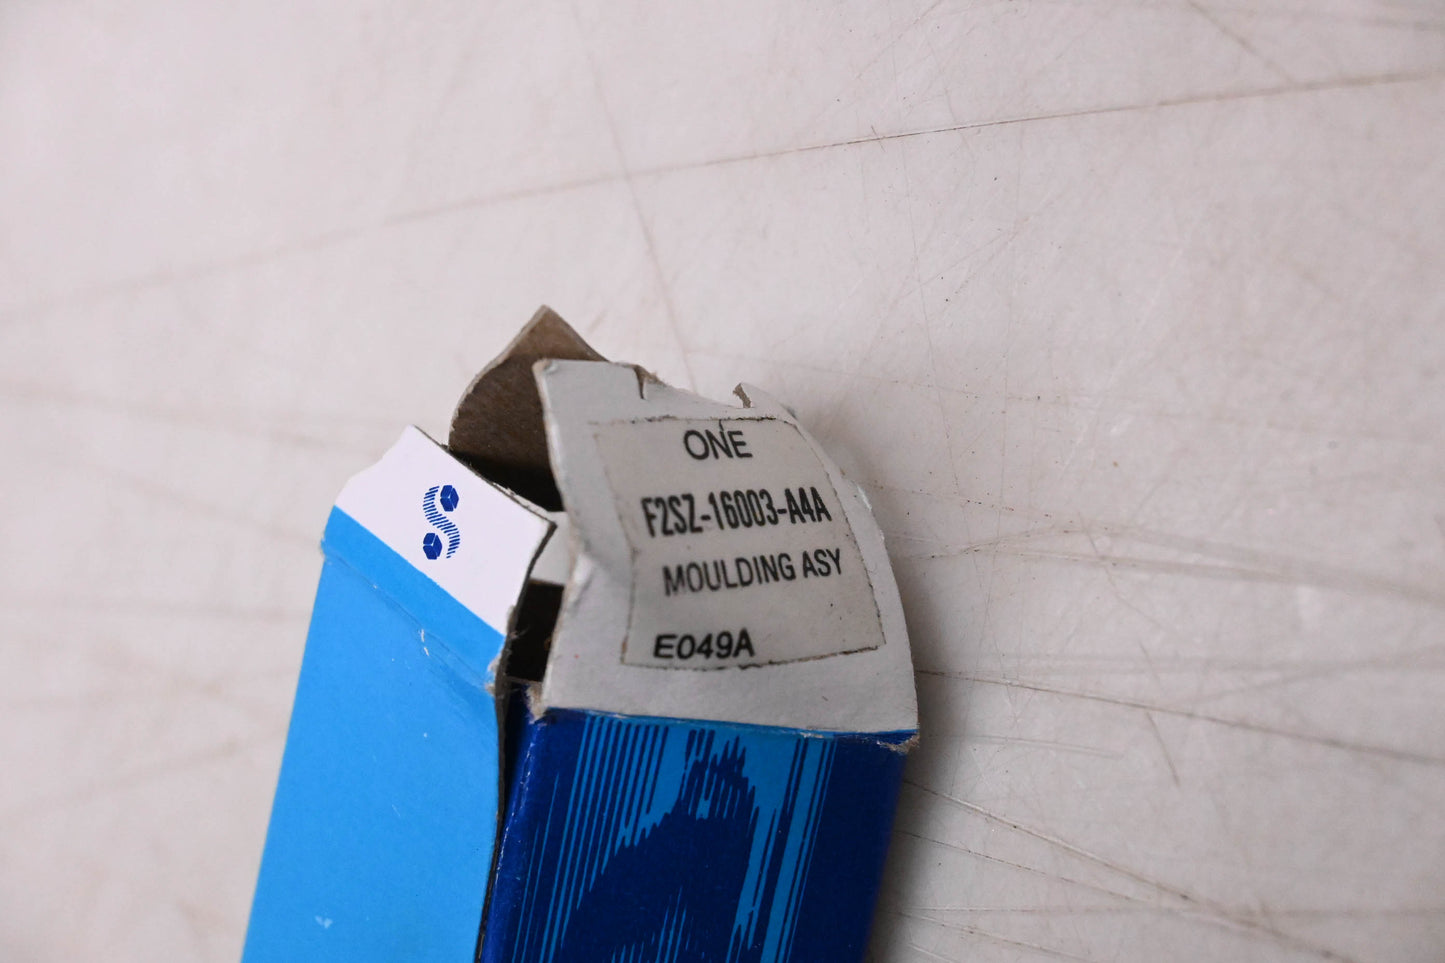 ONE
F2SZ-16003-A4A
MOULDING ASY
E049A